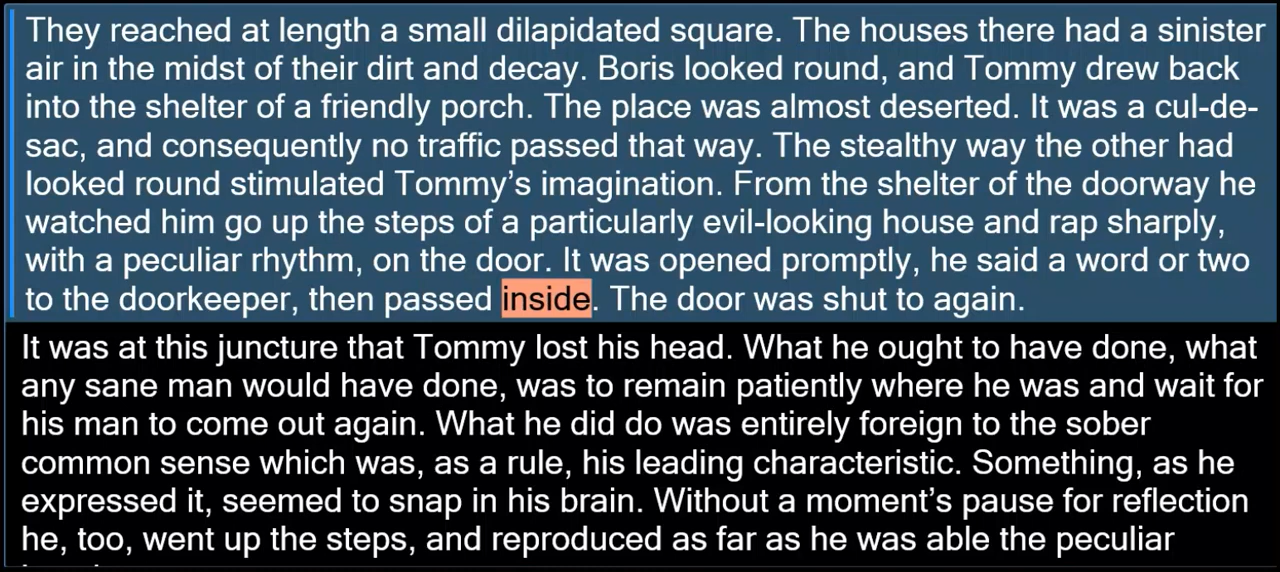 They reached at length a small dilapidated square. The houses there had a sinister
air in the midst of their dirt and decay. Boris looked round, and Tommy drew back
into the shelter of a friendly porch. The place was almost deserted. It was a cul-de-
sac, and consequently no traffic passed that way. The stealthy way the other had
looked round stimulated Tommy’s imagination. From the shelter of the doorway he
watched him go up the steps of a particularly evil-looking house and rap sharply,
with a peculiar rhythm, on the door. It was opened promptly, he said a word or two
to the doorkeeper, then passed inside. The door was shut to again.
It was at this juncture that Tommy lost his head. What he ought to have done, what
any sane man would have done, was to remain patiently where he was and wait for
his man to come out again. What he did do was entirely foreign to the sober
common sense which was, as a rule, his leading characteristic. Something, as he
expressed it, seemed to snap in his brain. Without a moment’s pause for reflection
he, too, went up the steps, and reproduced as far as he was able the peculiar